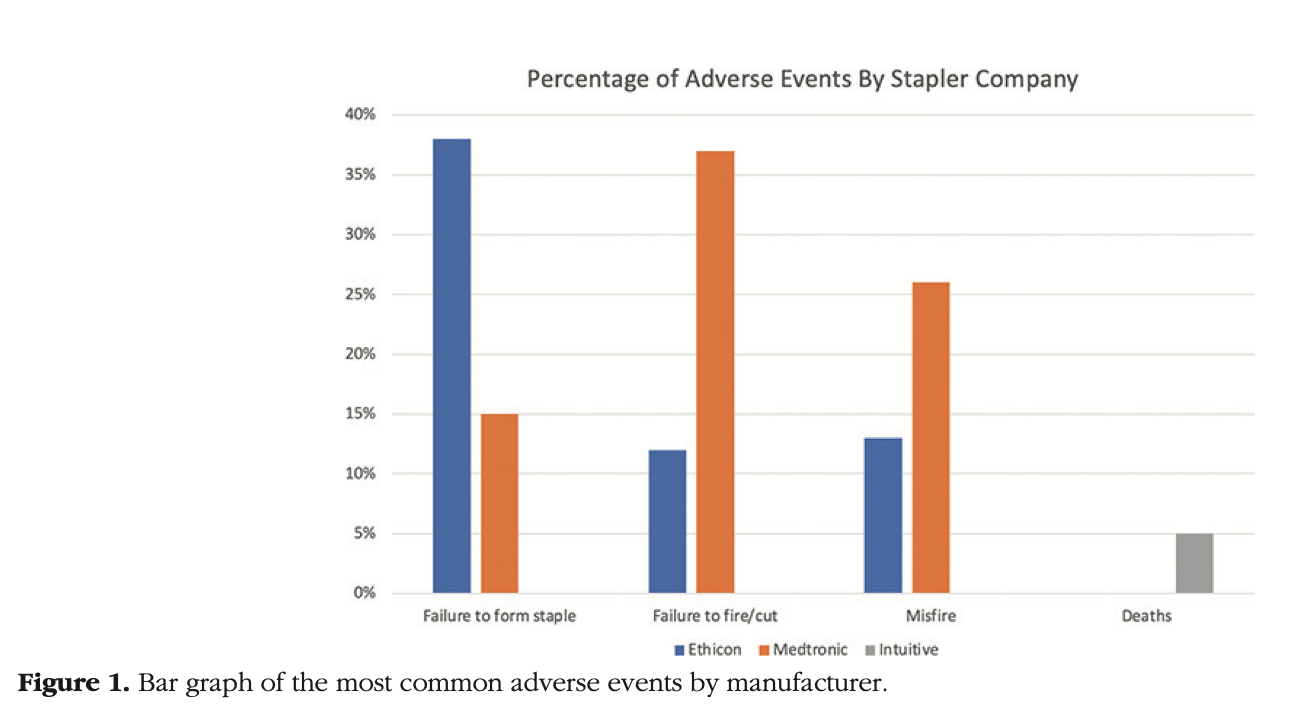 Percentage of Adverse Events By Stapler Company
40%
35%
30%
25%
20%
15%
10%
5%
0%
Failure to form staple Failure to fire/cut Misfire Deaths
Ethicon Medtronic Intuitive
Figure 1. Bar graph of the most common adverse events by manufacturer.